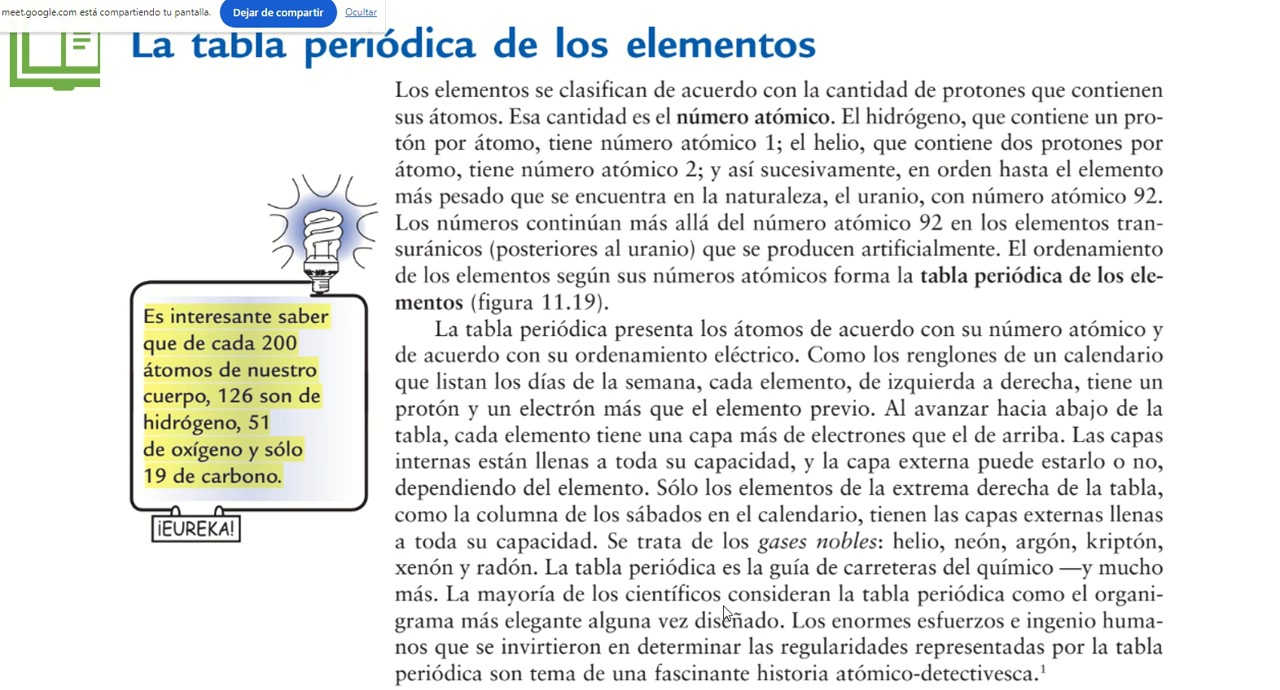 meet.google.com está compartiendo tu pantalla.
Dejar de compartir
Ocultar
La tabla periódica de los elementos
Los elementos se clasifican de acuerdo con la cantidad de protones que contienen
sus átomos. Esa cantidad es el número atómico. El hidrógeno, que contiene un pro-
tón por átomo, tiene número atómico 1; el helio, que contiene dos protones por
átomo, tiene número atómico 2; y así sucesivamente, en orden hasta el elemento
más pesado que se encuentra en la naturaleza, el uranio, con número atómico 92.
Los números continúan más allá del número atómico 92 en los elementos tran-
suránicos (posteriores al uranio) que se producen artificialmente. El ordenamiento
de los elementos según sus números atómicos forma la tabla periódica de los ele-
mentos (figura 11.19).
La tabla periódica presenta los átomos de acuerdo con su número atómico y
de acuerdo con su ordenamiento eléctrico. Como los renglones de un calendario
que listan los días de la semana, cada elemento, de izquierda a derecha, tiene un
protón y un electrón más que el elemento previo. Al avanzar hacia abajo de la
tabla, cada elemento tiene una capa más de electrones que el de arriba. Las capas
internas están llenas a toda su capacidad, y la capa externa puede estarlo o no,
dependiendo del elemento. Sólo los elementos de la extrema derecha de la tabla,
como la columna de los sábados en el calendario, tienen las capas externas llenas
a toda su capacidad. Se trata de los gases nobles: helio, neón, argón, kriptón,
xenón y radón. La tabla periódica es la guía de carreteras del químico —y mucho
más. La mayoría de los científicos consideran la tabla periódica como el organi-
grama más elegante alguna vez diseñado. Los enormes esfuerzos e ingenio huma-
nos que se invirtieron en determinar las regularidades representadas por la tabla
periódica son tema de una fascinante historia atómico-detectivesca.¹
Es interesante saber
que de cada 200
átomos de nuestro
cuerpo, 126 son de
hidrógeno, 51
de oxígeno y sólo
19 de carbono.
¡EUREKA!